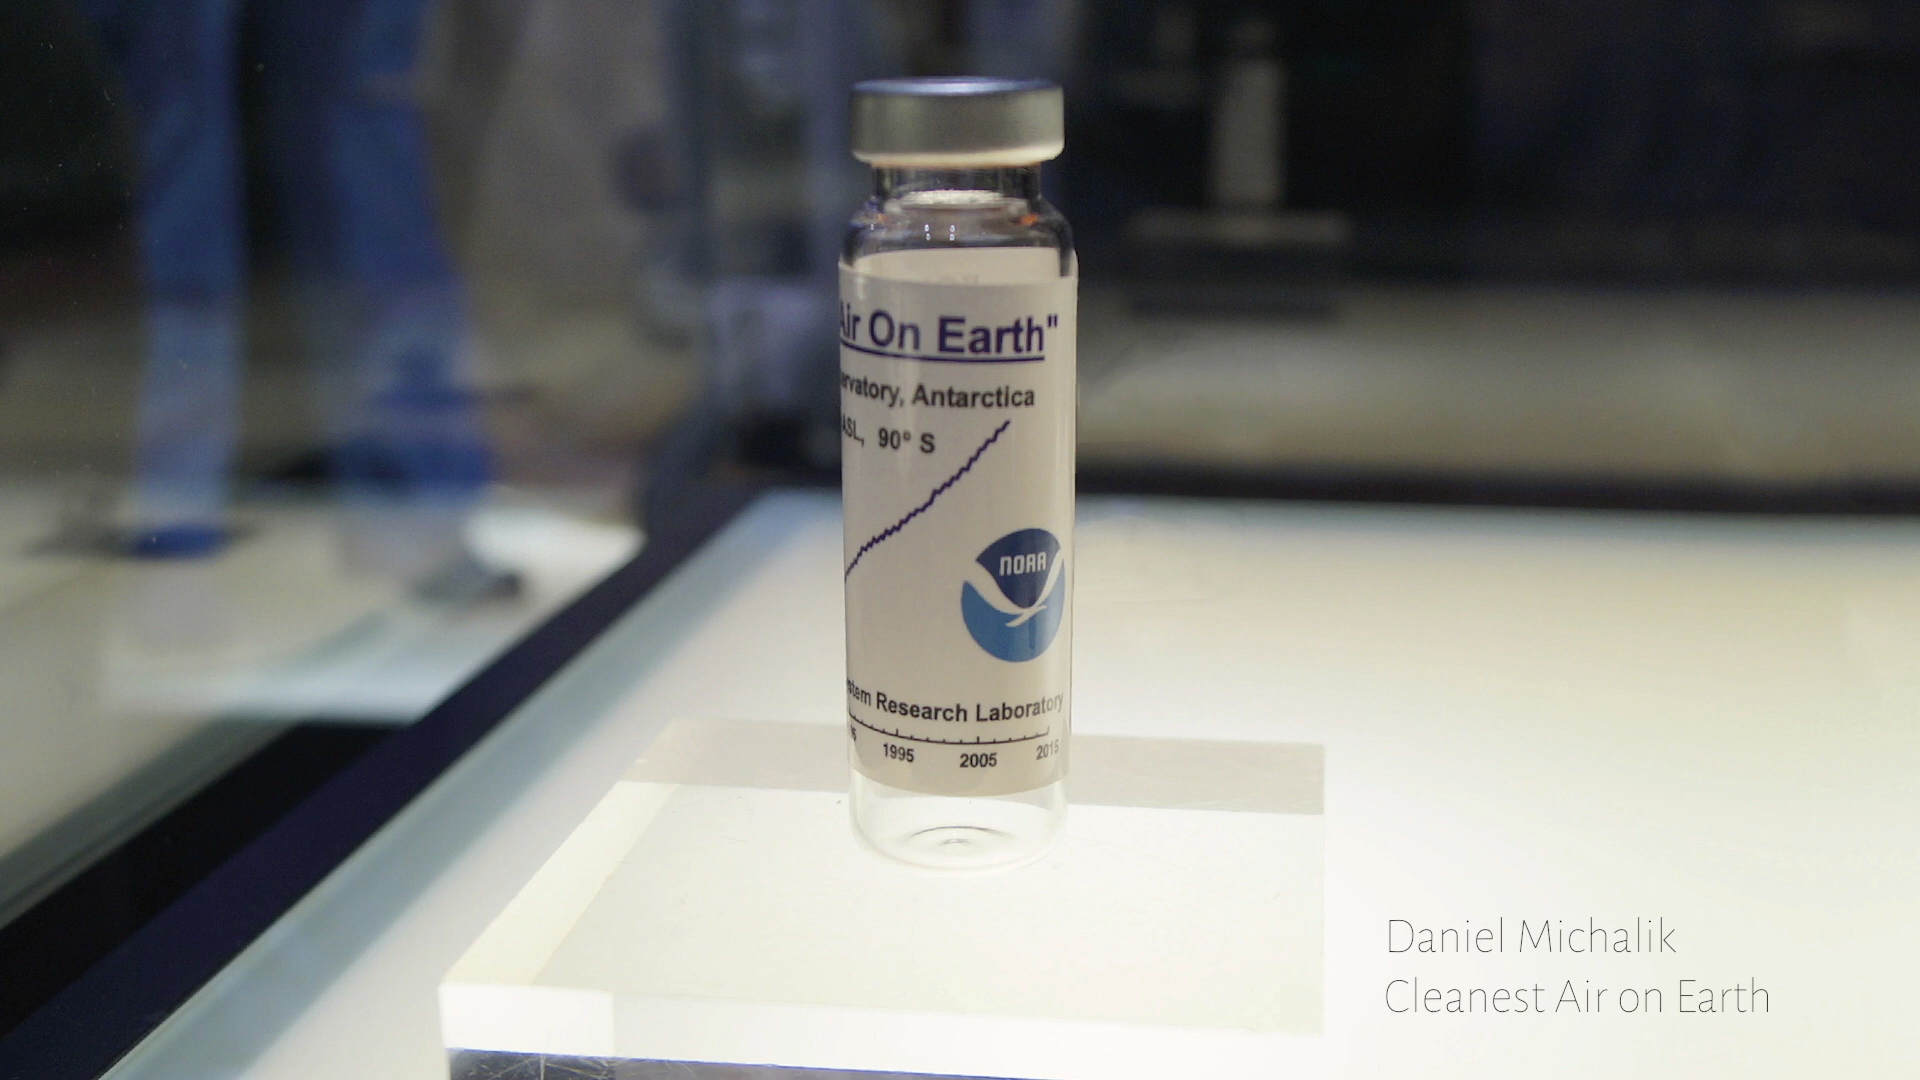 Air On Earth"
ervatory, Antarctica
ASL, 90° S
NOAA
stem Research Laboratory
1995 2005 2015
Daniel Michalik
Cleanest Air on Earth